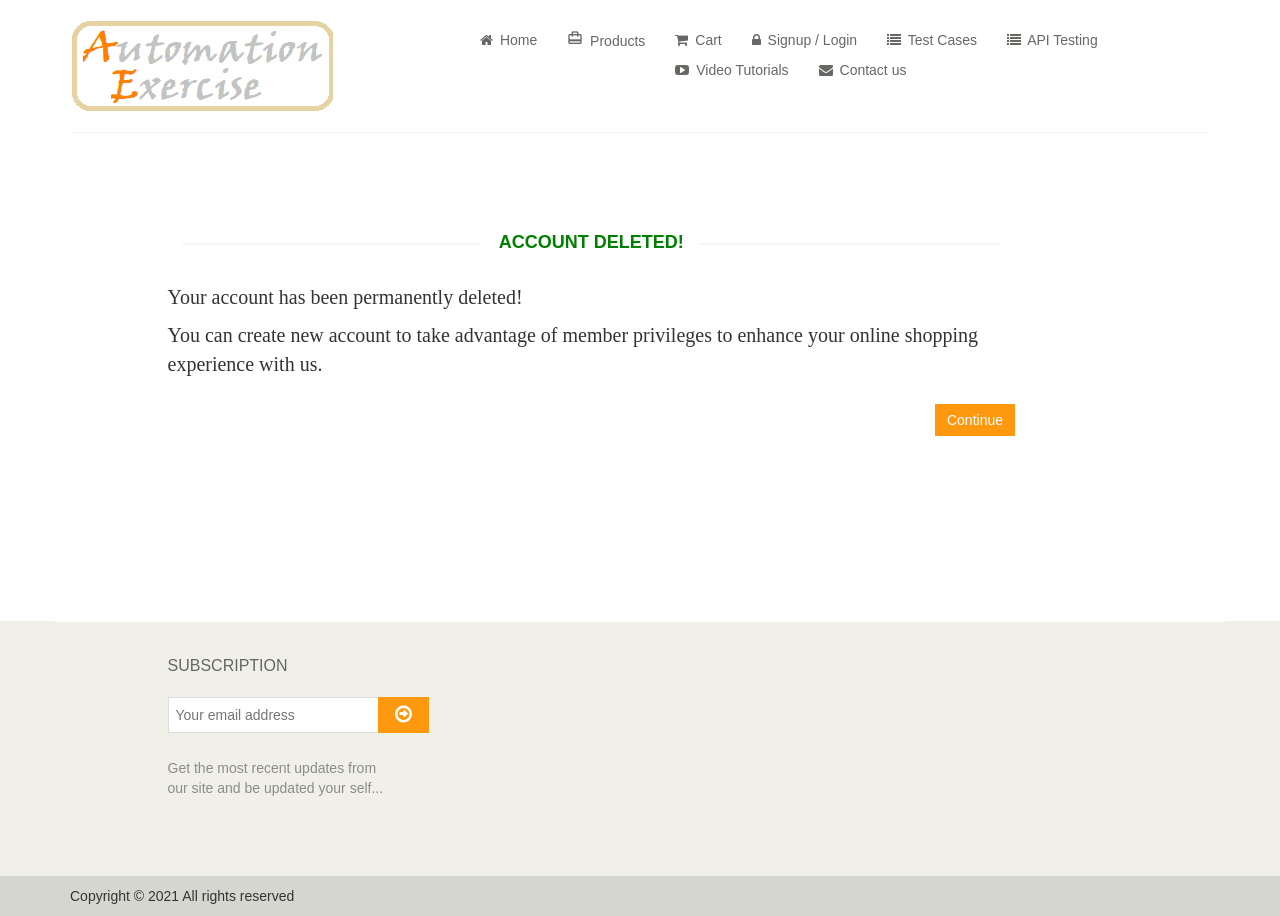 Automation
Exercise
Home
Products
Cart
Signup / Login
Test Cases
API Testing
Video Tutorials
Contact us
ACCOUNT DELETED!
Your account has been permanently deleted!
You can create new account to take advantage of member privileges to enhance your online shopping
experience with us.
Continue
SUBSCRIPTION
Your email address
Get the most recent updates from
our site and be updated your self...
Copyright © 2021 All rights reserved